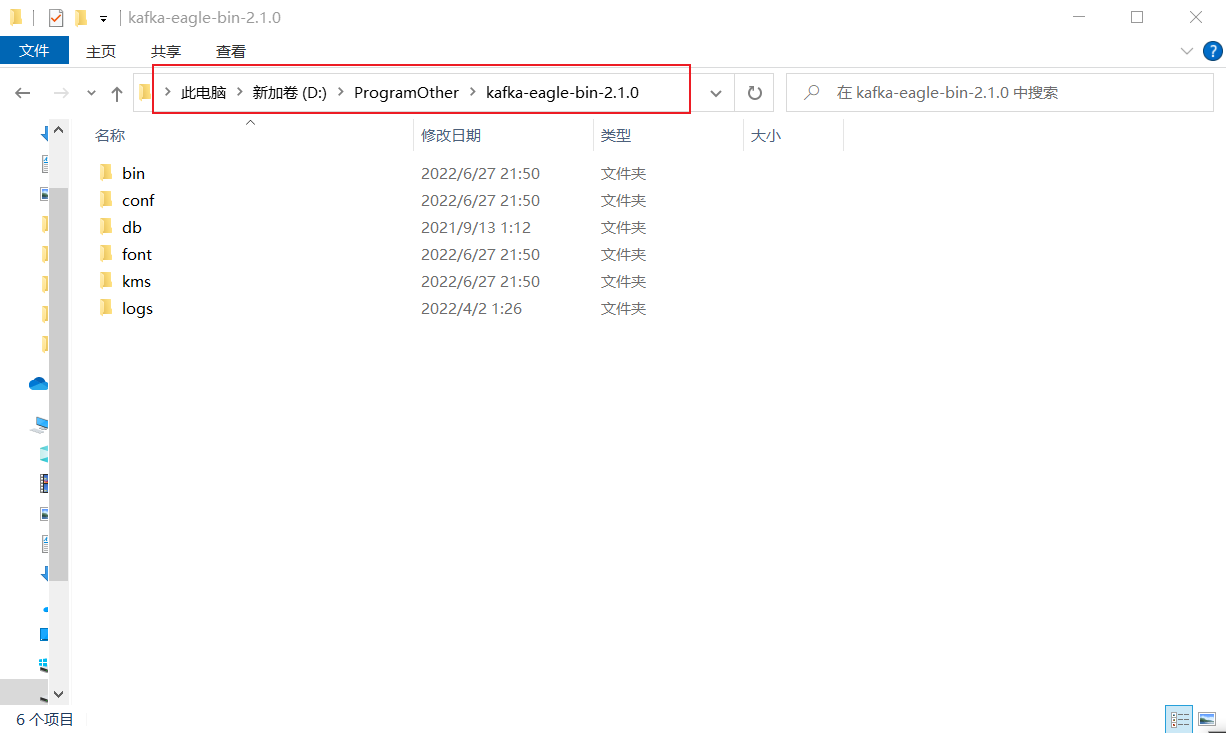 kafka-eagle-bin-2.1.0
文件 主页 共享 查看
此电脑 新加卷 (D:) ProgramOther kafka-eagle-bin-2.1.0 在 kafka-eagle-bin-2.1.0 中搜索
名称 修改日期 类型 大小
bin 2022/6/27 21:50 文件夹
conf 2022/6/27 21:50 文件夹
db 2021/9/13 1:12 文件夹
font 2022/6/27 21:50 文件夹
kms 2022/6/27 21:50 文件夹
logs 2022/4/2 1:26 文件夹
6 个项目